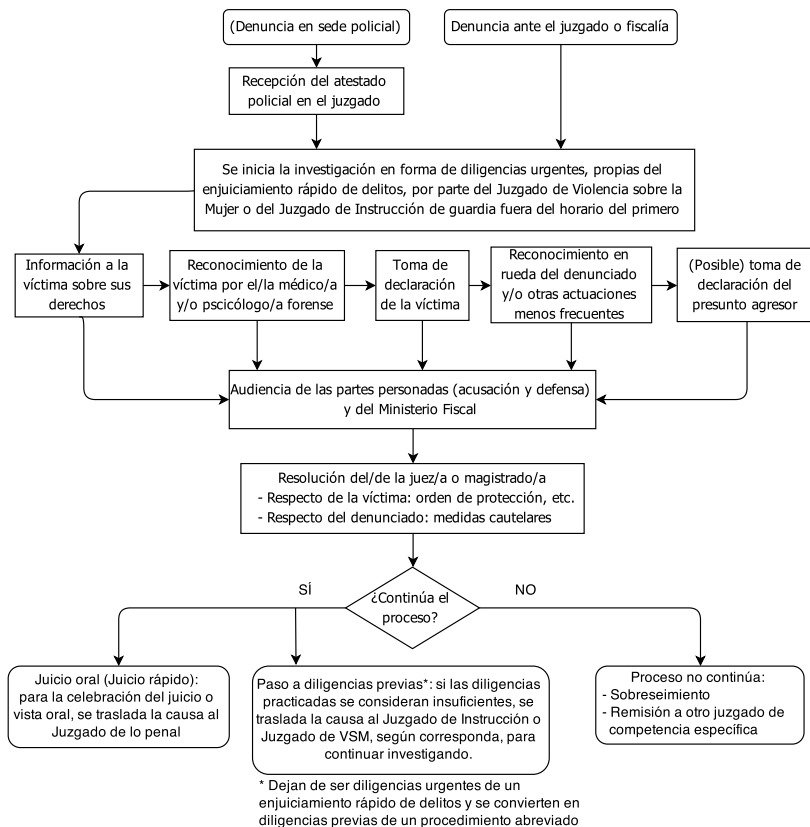 (Denuncia en sede policial)
Denuncia ante el juzgado o fiscalía
Recepción del atestado
policial en el juzgado
Se inicia la investigación en forma de diligencias urgentes, propias del
enjuiciamiento rápido de delitos, por parte del Juzgado de Violencia sobre la
Mujer o del Juzgado de Instrucción de guardia fuera del horario del primero
Información a la
víctima sobre sus
derechos
Reconocimiento de la
víctima por el/la médico/a
y/o pscicólogo/a forense
Toma de
declaración
de la víctima
Reconocimiento en
rueda del denunciado
y/o otras actuaciones
menos frecuentes
(Posible) toma de
declaración del
presunto agresor
Audiencia de las partes personadas (acusación y defensa)
y del Ministerio Fiscal
Resolución del/de la juez/a o magistrado/a
- Respecto de la víctima: orden de protección, etc.
- Respecto del denunciado: medidas cautelares
¿Continúa el
proceso?
SÍ
NO
Juicio oral (Juicio rápido):
para la celebración del juicio o
vista oral, se traslada la causa al
Juzgado de lo penal
Paso a diligencias previas*: si las diligencias
practicadas se consideran insuficientes, se
traslada la causa al Juzgado de Instrucción o
Juzgado de VSM, según corresponda, para
continuar investigando.
Proceso no continúa:
- Sobreseimiento
- Remisión a otro juzgado de
competencia específica
* Dejan de ser diligencias urgentes de un
enjuiciamiento rápido de delitos y se convierten en
diligencias previas de un procedimiento abreviado